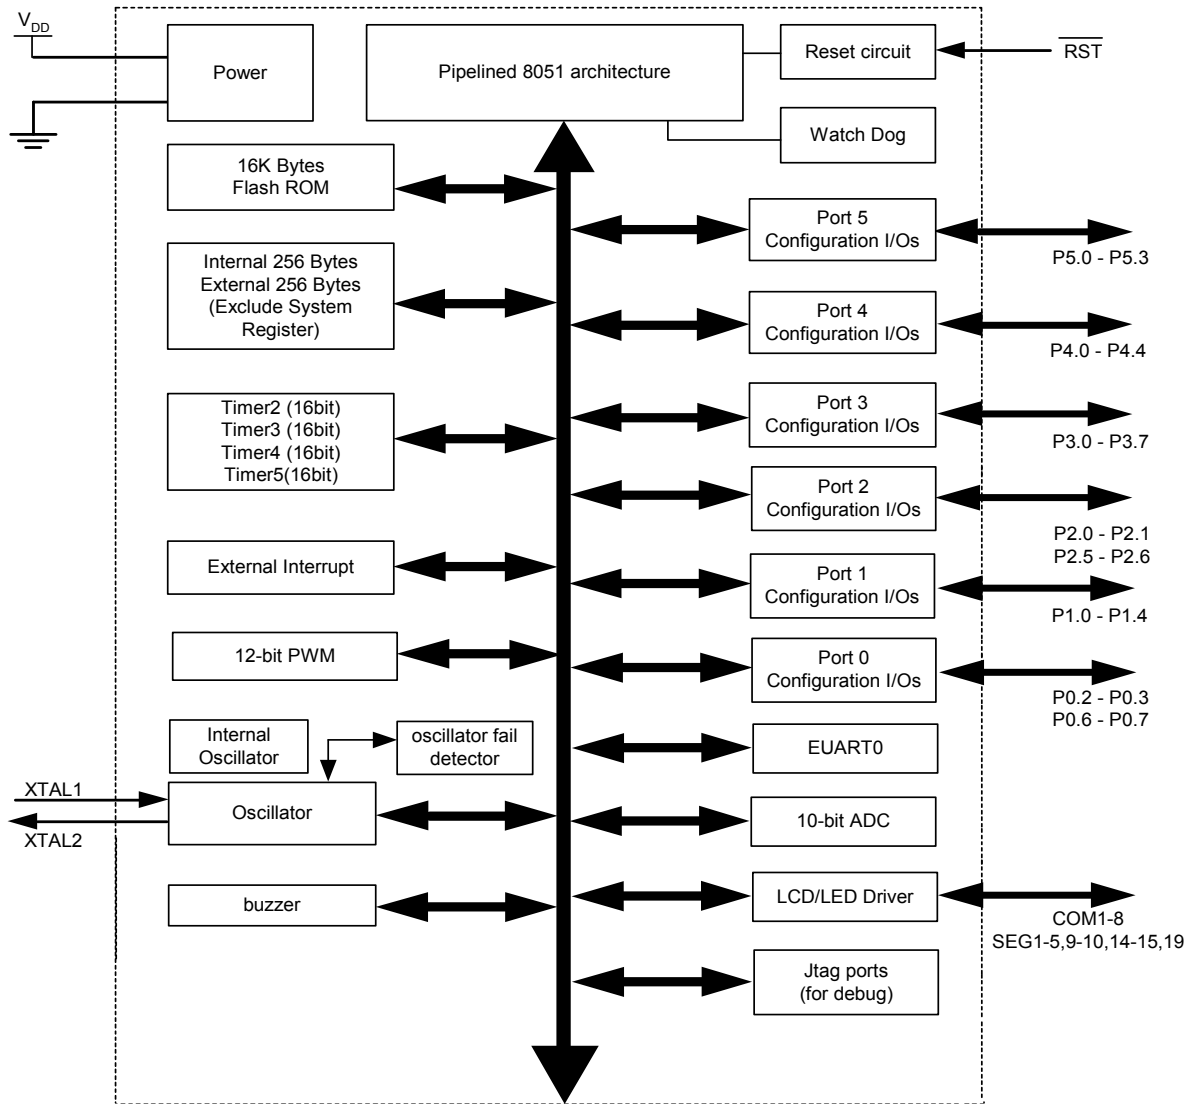 VDD
Power
Pipelined 8051 architecture
Reset circuit
RST
Watch Dog
16K Bytes
Flash ROM
Port 5
Configuration I/Os
P5.0 - P5.3
Internal 256 Bytes
External 256 Bytes
(Exclude System
Register)
Port 4
Configuration I/Os
P4.0 - P4.4
Timer2 (16bit)
Timer3 (16bit)
Timer4 (16bit)
Timer5(16bit)
Port 3
Configuration I/Os
P3.0 - P3.7
Port 2
Configuration I/Os
P2.0 - P2.1
P2.5 - P2.6
External Interrupt
Port 1
Configuration I/Os
P1.0 - P1.4
12-bit PWM
Port 0
Configuration I/Os
P0.2 - P0.3
P0.6 - P0.7
Internal
Oscillator
oscillator fail
detector
EUART0
XTAL1
XTAL2
Oscillator
10-bit ADC
buzzer
LCD/LED Driver
COM1-8
SEG1-5,9-10,14-15,19
Jtag ports
(for debug)